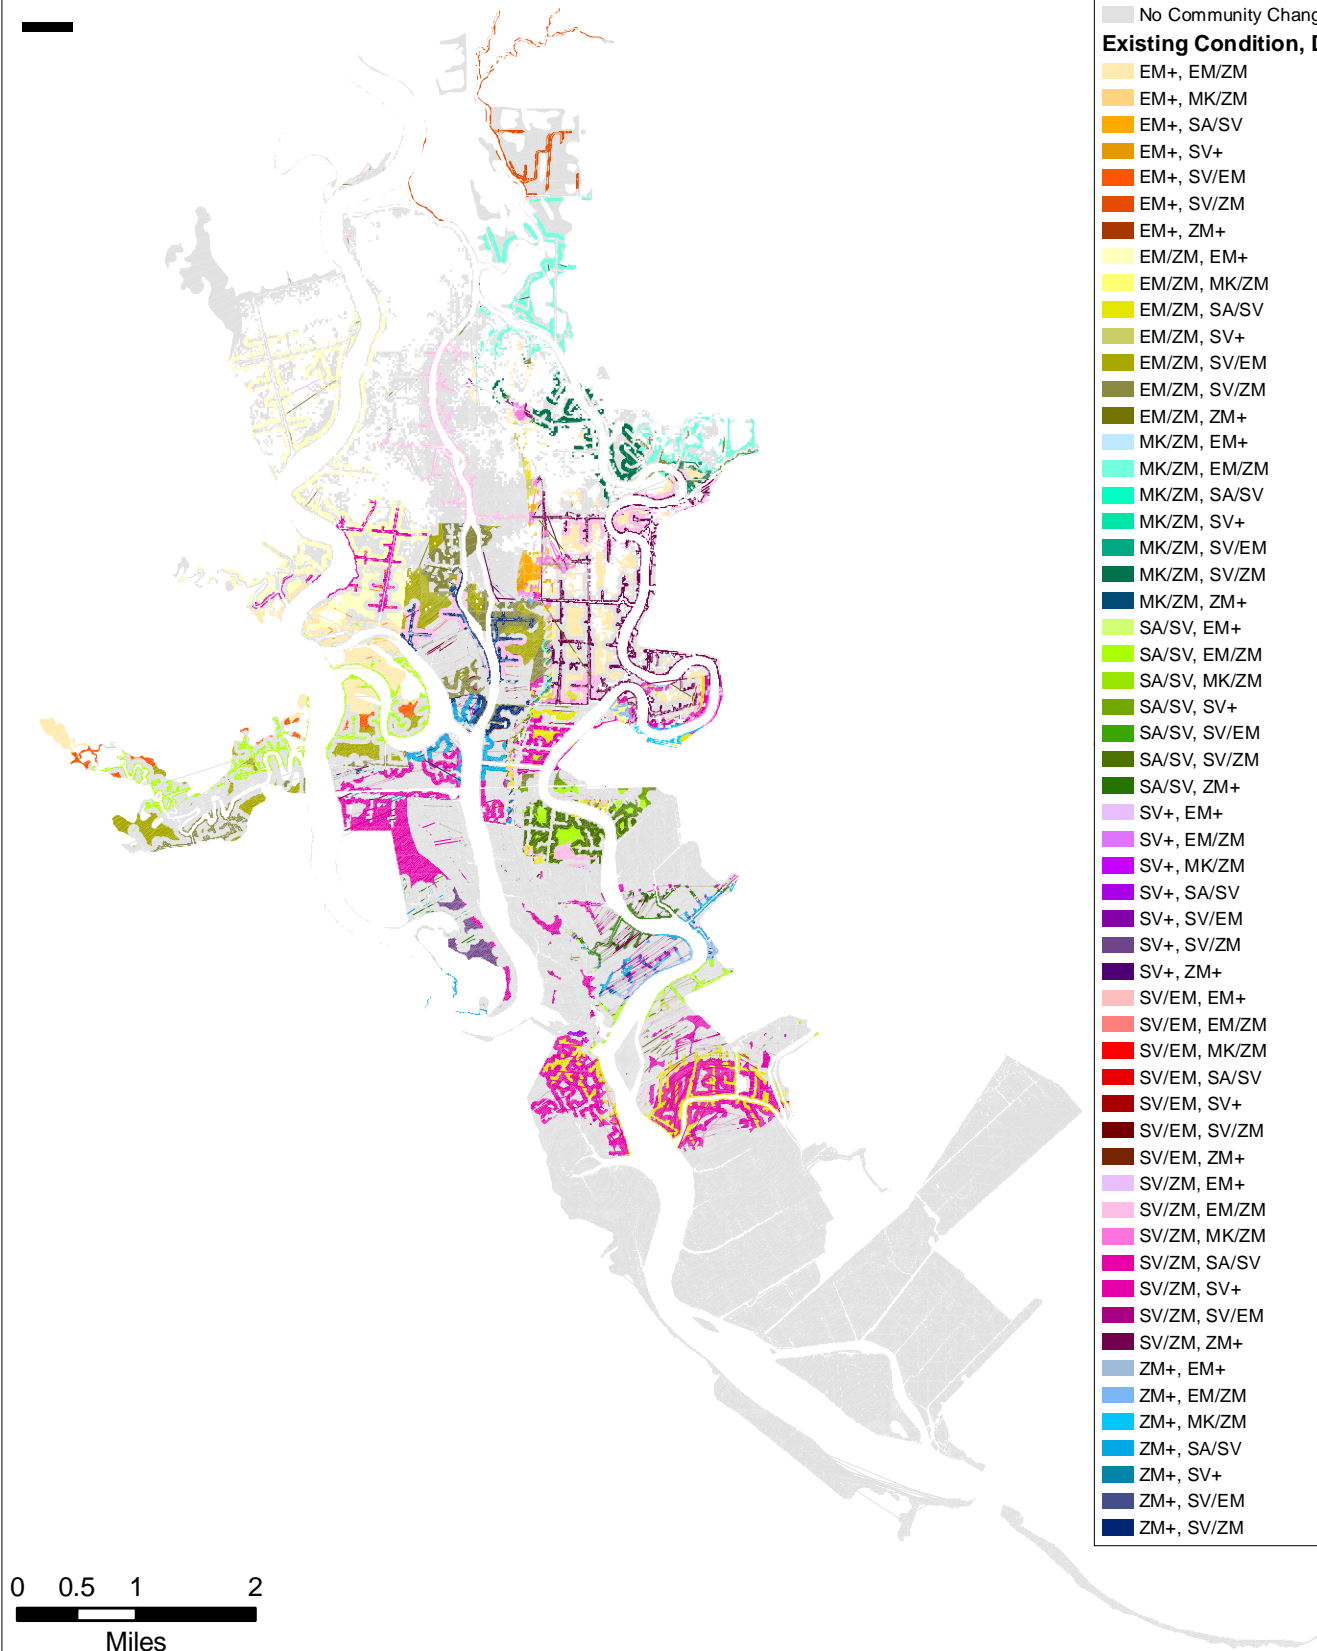 No Community Chang
Existing Condition, D
EM+, EM/ZM
EM+, MK/ZM
EM+, SA/SV
EM+, SV+
EM+, SV/EM
EM+, SV/ZM
EM+, ZM+
EM/ZM, EM+
EM/ZM, MK/ZM
EM/ZM, SA/SV
EM/ZM, SV+
EM/ZM, SV/EM
EM/ZM, SV/ZM
EM/ZM, ZM+
MK/ZM, EM+
MK/ZM, EM/ZM
MK/ZM, SA/SV
MK/ZM, SV+
MK/ZM, SV/EM
MK/ZM, SV/ZM
MK/ZM, ZM+
SA/SV, EM+
SA/SV, EM/ZM
SA/SV, MK/ZM
SA/SV, SV+
SA/SV, SV/EM
SA/SV, SV/ZM
SA/SV, ZM+
SV+, EM+
SV+, EM/ZM
SV+, MK/ZM
SV+, SA/SV
SV+, SV/EM
SV+, SV/ZM
SV+, ZM+
SV/EM, EM+
SV/EM, EM/ZM
SV/EM, MK/ZM
SV/EM, SA/SV
SV/EM, SV+
SV/EM, SV/ZM
SV/EM, ZM+
SV/ZM, EM+
SV/ZM, EM/ZM
SV/ZM, MK/ZM
SV/ZM, SA/SV
SV/ZM, SV+
SV/ZM, SV/EM
SV/ZM, ZM+
ZM+, EM+
ZM+, EM/ZM
ZM+, MK/ZM
ZM+, SA/SV
ZM+, SV+
ZM+, SV/EM
ZM+, SV/ZM
0 0.5 1 2
Miles